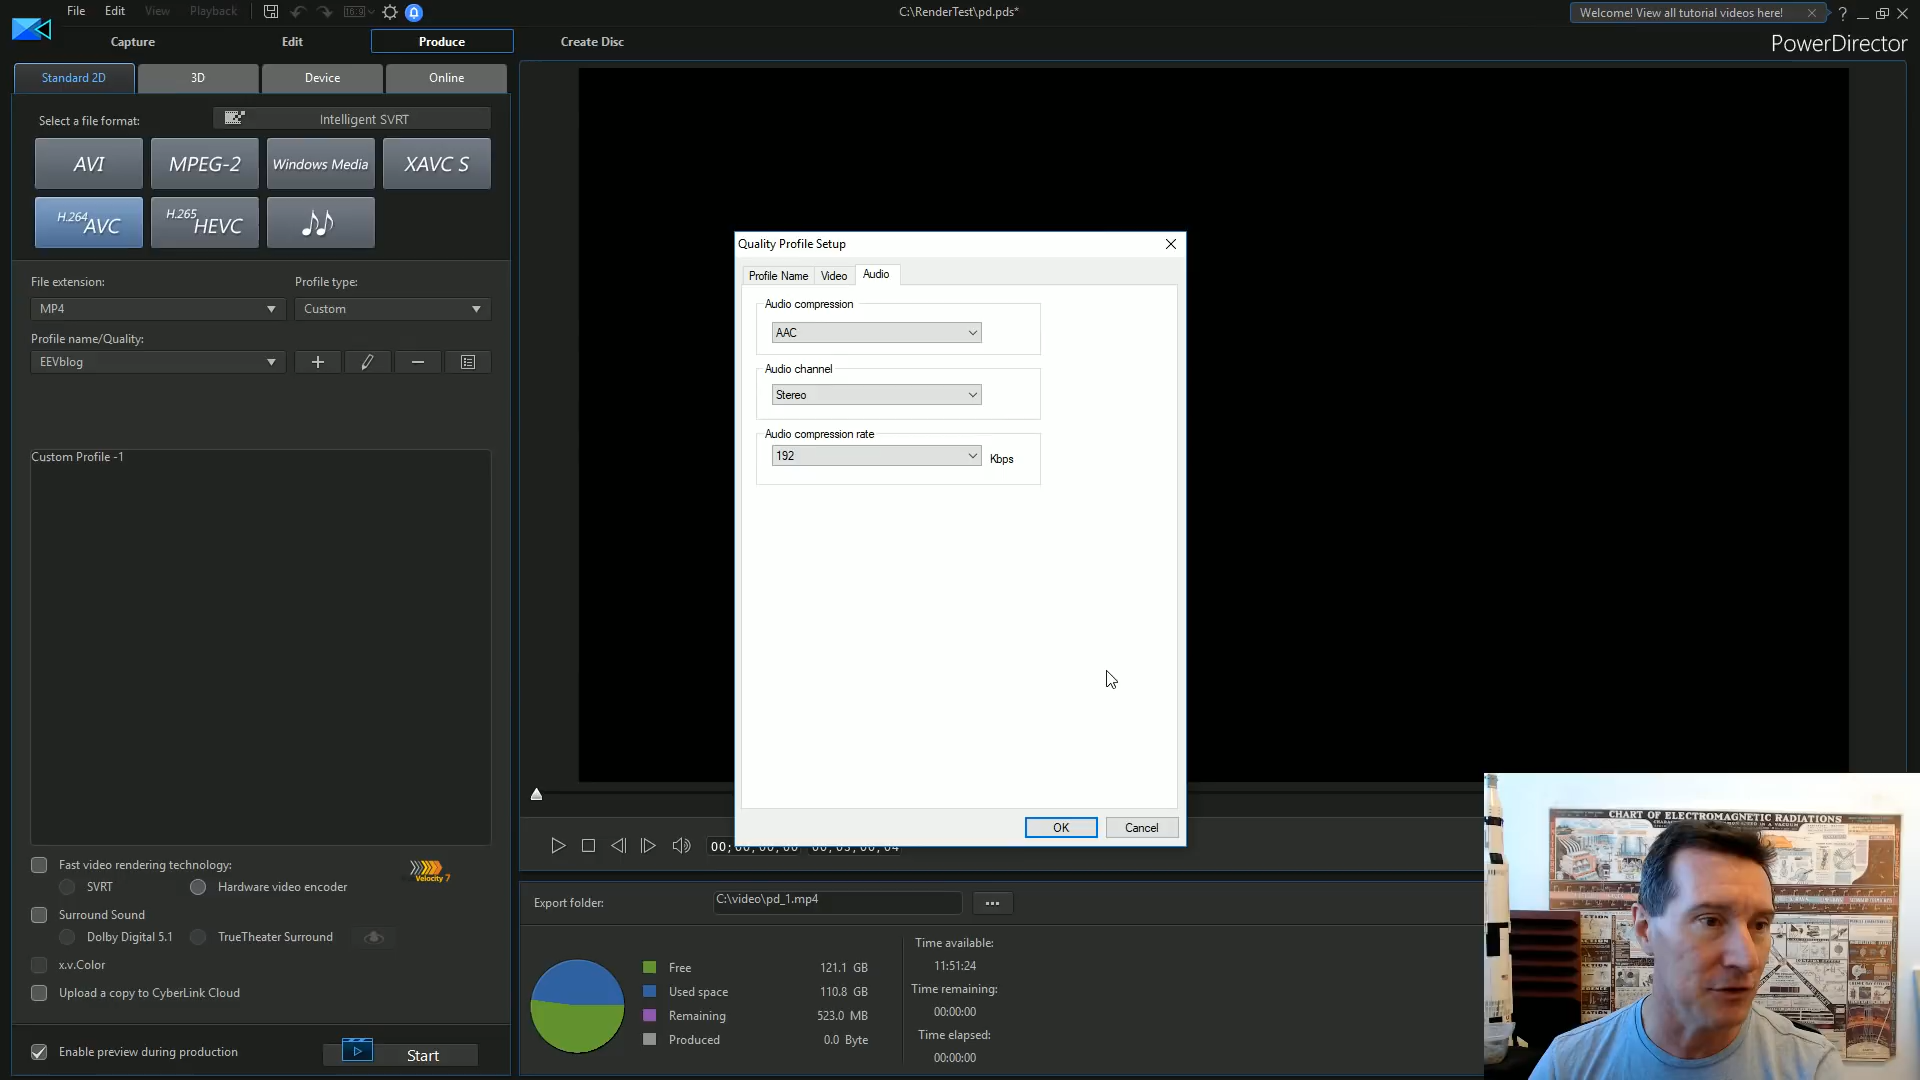 File Edit View Playback
C:\RenderTest\pd.pds*
Welcome! View all tutorial videos here!
?
Capture Edit Produce Create Disc
PowerDirector
Standard 2D 3D Device Online
Select a file format:
Intelligent SVRT
AVI MPEG-2 Windows Media XAVC S
H.264 AVC H.265 HEVC
File extension: Profile type:
MP4 Custom
Profile name/Quality:
EEVblog
Custom Profile -1
Quality Profile Setup
Profile Name Video Audio
Audio compression
AAC
Audio channel
Stereo
Audio compression rate
192 Kbps
OK Cancel
Fast video rendering technology:
Velocity 7
SVRT Hardware video encoder
Surround Sound
Dolby Digital 5.1 TrueTheater Surround
x.v.Color
Upload a copy to CyberLink Cloud
Enable preview during production
Start
Export folder: C:\video\pd_1.mp4 ...
Free 121.1 GB
Used space 110.8 GB
Remaining 523.0 MB
Produced 0.0 Byte
Time available:
11:51:24
Time remaining:
00:00:00
Time elapsed:
00:00:00
CHART OF ELECTROMAGNETIC RADIATIONS